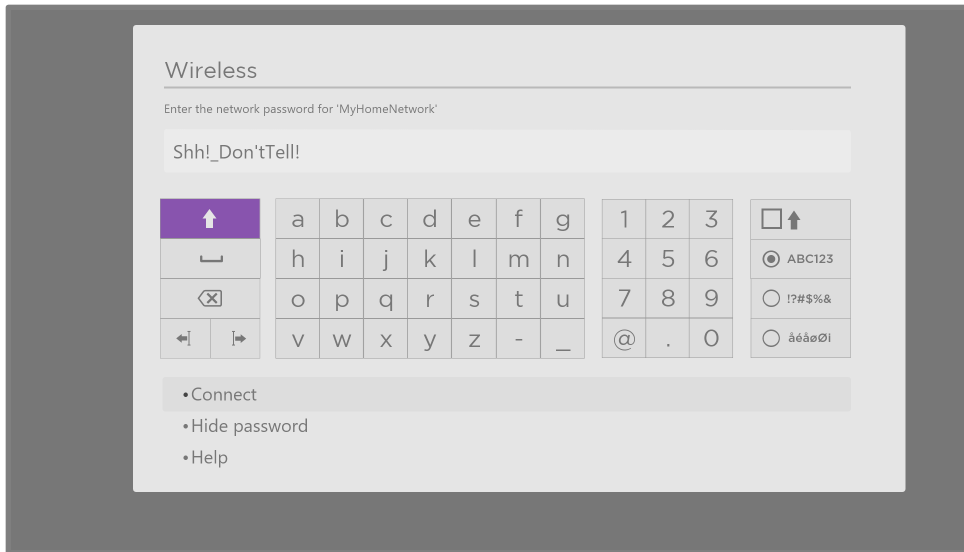 Wireless
Enter the network password for 'MyHomeNetwork'
Shh!_Don'tTell!
a b c d e f g 1 2 3
h i j k l m n 4 5 6 ABC123
o p q r s t u 7 8 9 !?#$%&
v w x y z - _ @ . 0 áéåøØi
•Connect
•Hide password
•Help